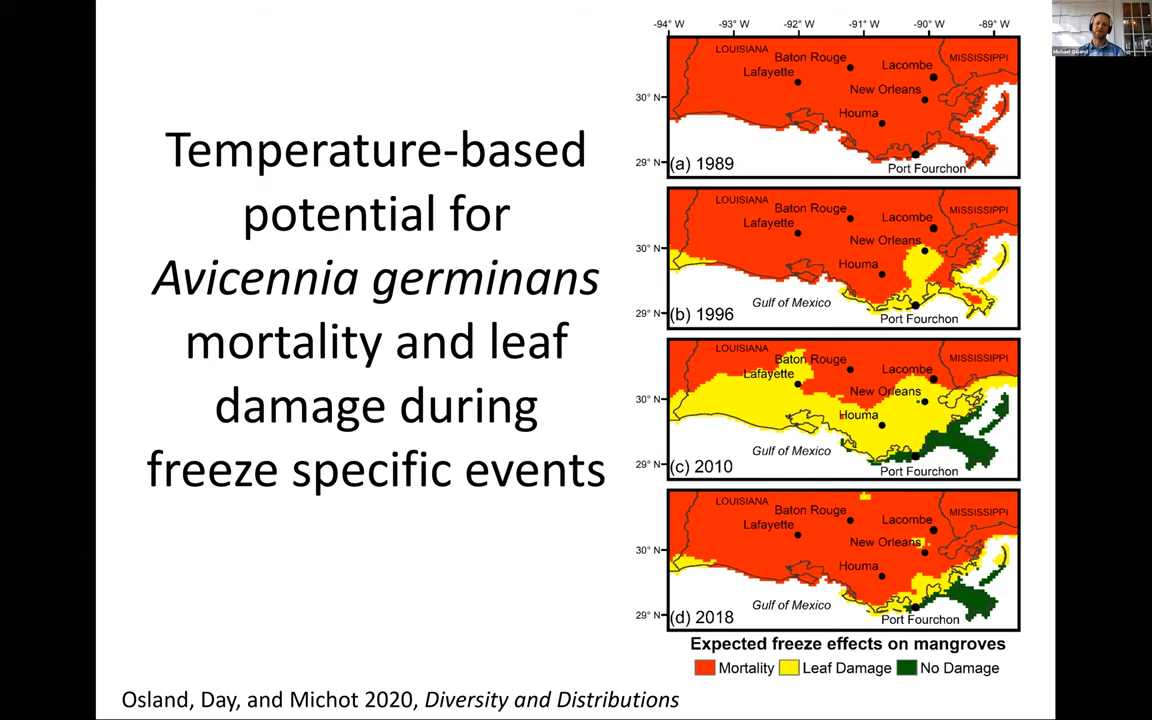 Temperature-based
potential for
Avicennia germinans
mortality and leaf
damage during
freeze specific events
Osland, Day, and Michot 2020, Diversity and Distributions
-94° W -93° W -92° W -91° W -90° W -89° W
LOUISIANA
Baton Rouge
Lacombe
MISSISSIPPI
Lafayette
New Orleans
30° N
Houma
29° N
(a) 1989
Port Fourchon
LOUISIANA
Baton Rouge
Lacombe
MISSISSIPPI
Lafayette
New Orleans
30° N
Houma
Gulf of Mexico
29° N
(b) 1996
Port Fourchon
LOUISIANA
Baton Rouge
Lacombe
MISSISSIPPI
Lafayette
New Orleans
30° N
Houma
Gulf of Mexico
29° N
(c) 2010
Port Fourchon
LOUISIANA
Baton Rouge
Lacombe
MISSISSIPPI
Lafayette
New Orleans
30° N
Houma
Gulf of Mexico
29° N
(d) 2018
Port Fourchon
Expected freeze effects on mangroves
Mortality Leaf Damage No Damage
Michael Osland